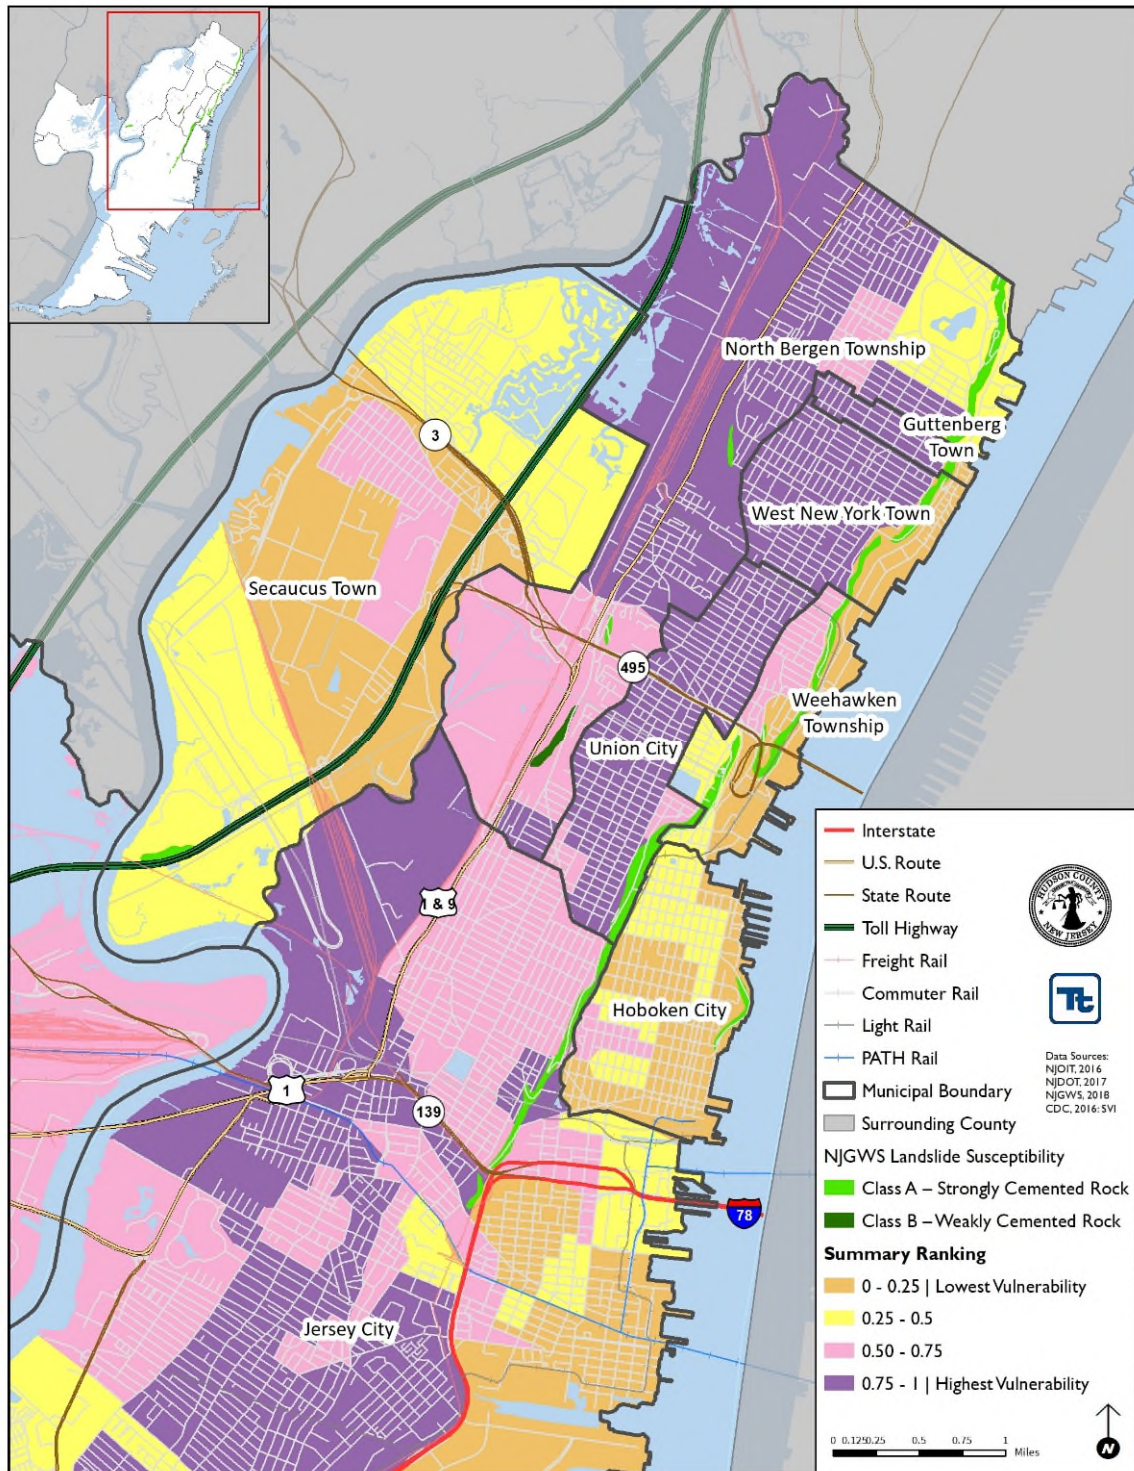 North Bergen Township
Guttenberg
Town
3
West New York Town
Secaucus Town
495
Weehawken
Township
Union City
1 & 9
Hoboken City
1
139
78
Jersey City
Interstate
U.S. Route
State Route
Toll Highway
Freight Rail
Commuter Rail
Light Rail
PATH Rail
Municipal Boundary
Surrounding County
HUDSON COUNTY
NEW JERSEY
Tt
Data Sources:
NJOIT, 2016
NJDOT, 2017
NJGWS, 2018
CDC, 2016: SVI
NJGWS Landslide Susceptibility
Class A – Strongly Cemented Rock
Class B – Weakly Cemented Rock
Summary Ranking
0 - 0.25 | Lowest Vulnerability
0.25 - 0.5
0.50 - 0.75
0.75 - 1 | Highest Vulnerability
0 0.125 0.25 0.5 0.75 1
Miles
N